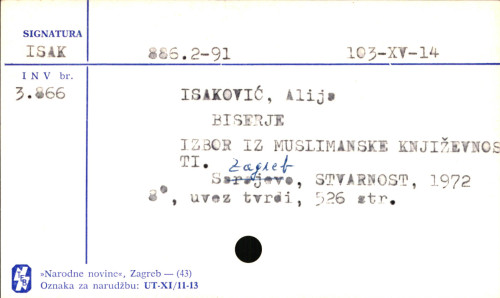 SIGNATURA
ISAK 886.2-91 103-XV-14
INV br.
3.866
ISAKOVIĆ, Alija
BISERJE
IZBOR IZ MUSLIMANSKE KNJIŽEVNOS
TI. Zagreb
Sarajevo, STVARNOST, 1972
8°, uvez tvrdi, 526 str.
»Narodne novine«, Zagreb — (43)
Oznaka za narudžbu: UT-XI/11-13